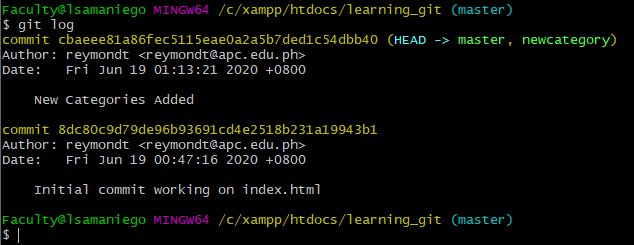 Faculty@lsamaniego MINGW64 /c/xampp/htdocs/learning_git (master)
$ git log
commit cbaeee81a86fec5115eae0a2a5b7ded1c54dbb40 (HEAD -> master, newcategory)
Author: reymondt <reymondt@apc.edu.ph>
Date:   Fri Jun 19 01:13:21 2020 +0800
    New Categories Added
commit 8dc80c9d79de96b93691cd4e2518b231a19943b1
Author: reymondt <reymondt@apc.edu.ph>
Date:   Fri Jun 19 00:47:16 2020 +0800
    Initial commit working on index.html
Faculty@lsamaniego MINGW64 /c/xampp/htdocs/learning_git (master)
$